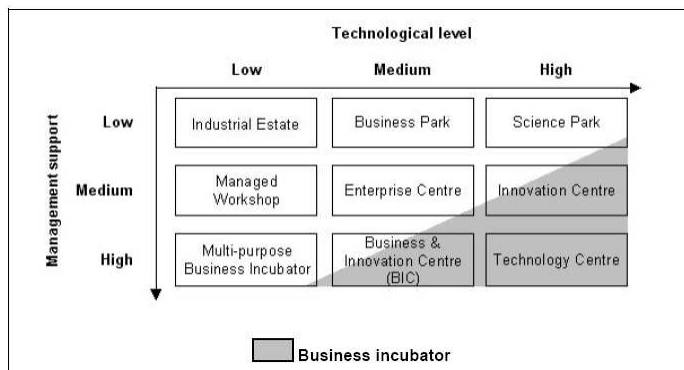 Technological level
Low Medium High
Management support
Low
Industrial Estate
Business Park
Science Park
Medium
Managed
Workshop
Enterprise Centre
Innovation Centre
High
Multi-purpose
Business Incubator
Business &
Innovation Centre
(BIC)
Technology Centre
Business incubator